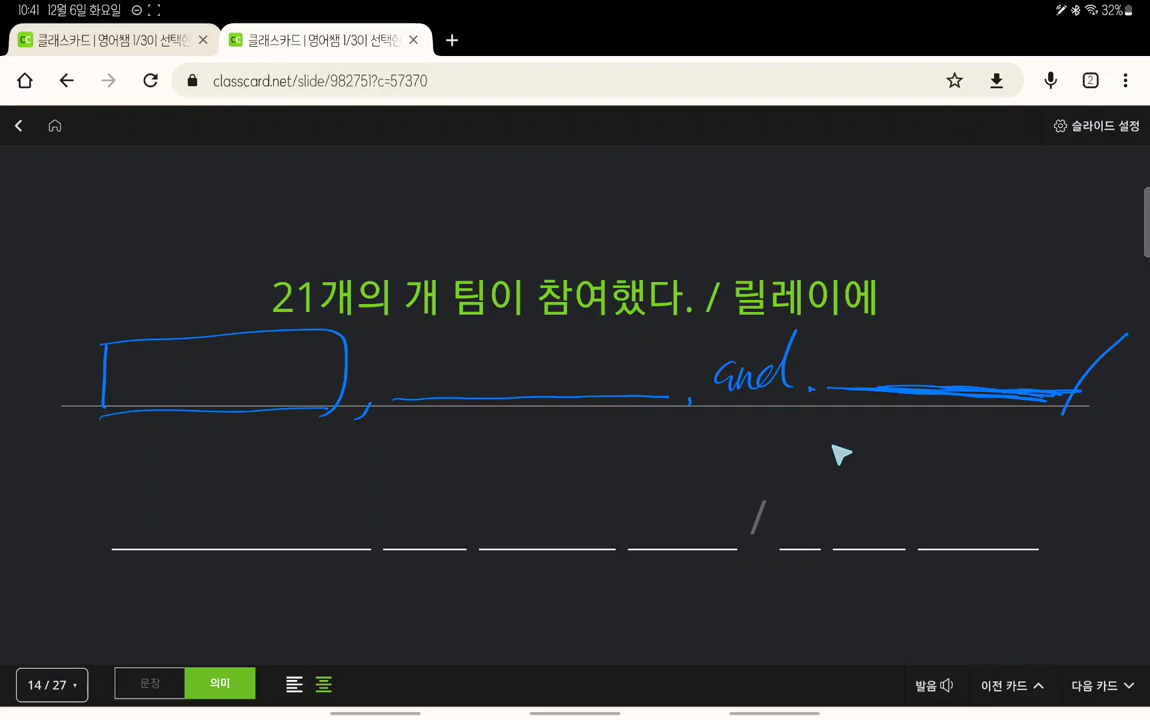 10:41 12월 6일 화요일 32%
클래스카드 | 영어쌤 1/30| 선택한 클래스카드 | 영어쌤 1/30| 선택한
classcard.net/slide/982751?c=57370 2
슬라이드 설정
21개의 개 팀이 참여했다. / 릴레이에
, , and.
/
14 / 27 문장 의미 발음 이전 카드 다음 카드